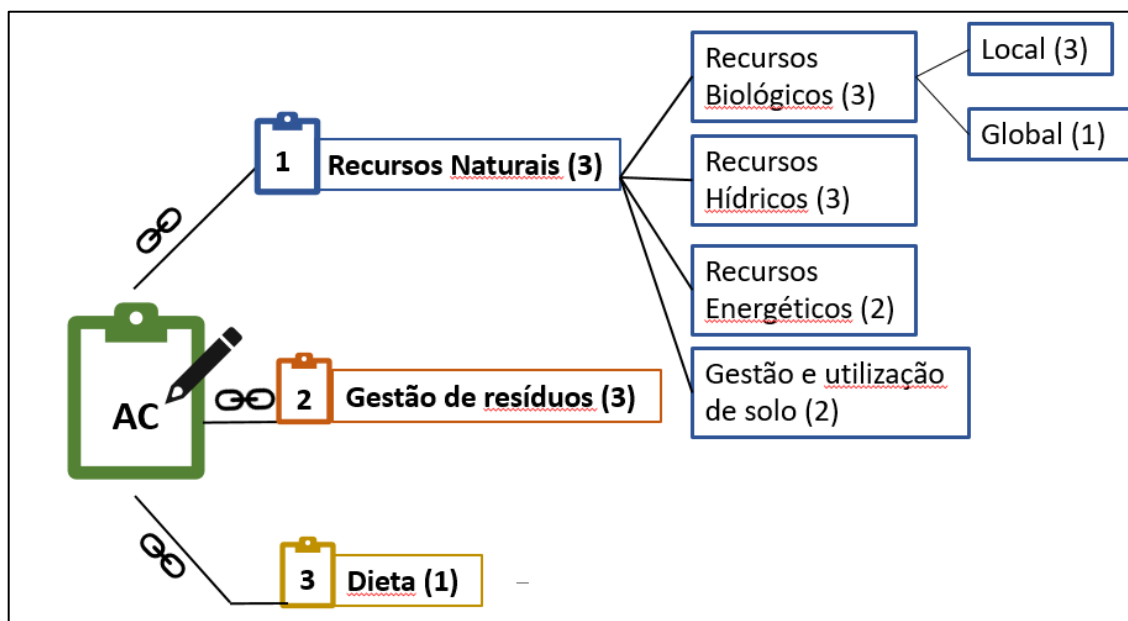 AC
1
Recursos Naturais (3)
Recursos
Biológicos (3)
Local (3)
Global (1)
Recursos
Hídricos (3)
Recursos
Energéticos (2)
Gestão e utilização
de solo (2)
2
Gestão de resíduos (3)
3
Dieta (1)